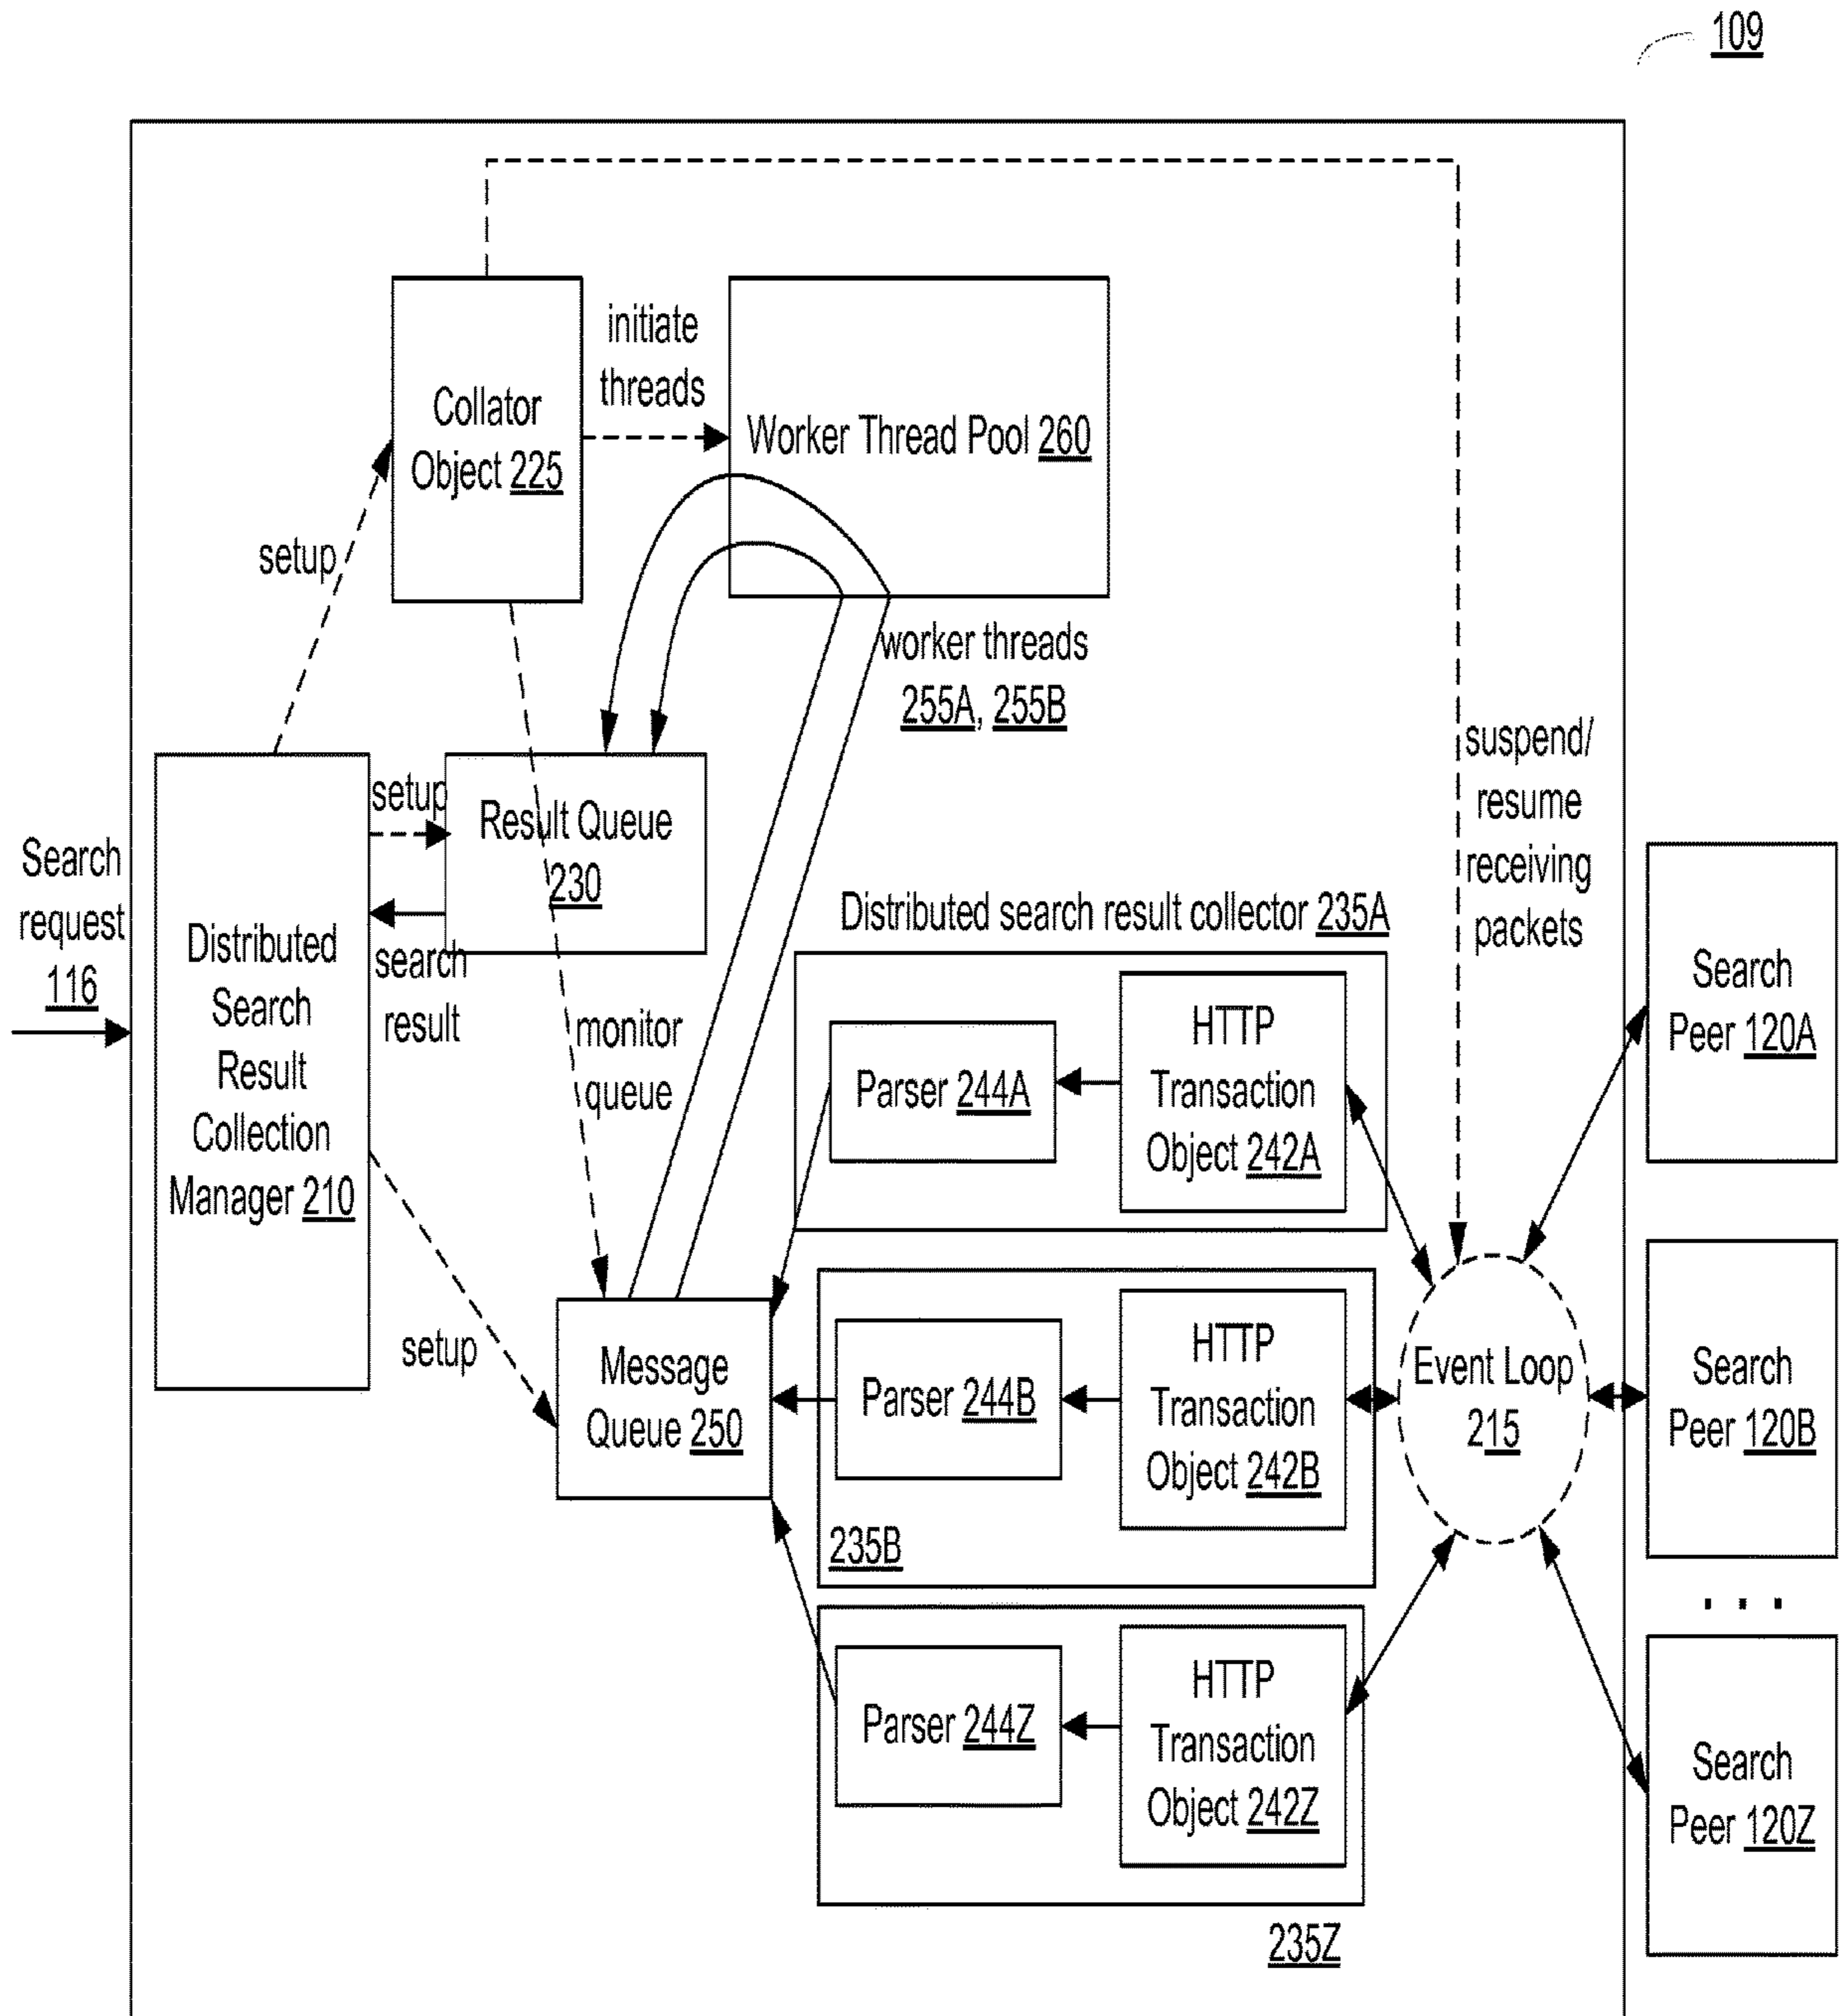 109
initiate
threads
Collator
Object 225
Worker Thread Pool 260
setup
worker threads
255A, 255B
suspend/
resume
receiving
packets
setup
Result Queue
230
Search
request
116
search
result
Distributed
Search
Result
Collection
Manager 210
monitor
queue
Distributed search result collector 235A
Parser 244A
HTTP
Transaction
Object 242A
Search
Peer 120A
setup
Message
Queue 250
Parser 244B
HTTP
Transaction
Object 242B
235B
Event Loop
215
Search
Peer 120B
. . .
Parser 244Z
HTTP
Transaction
Object 242Z
235Z
Search
Peer 120Z